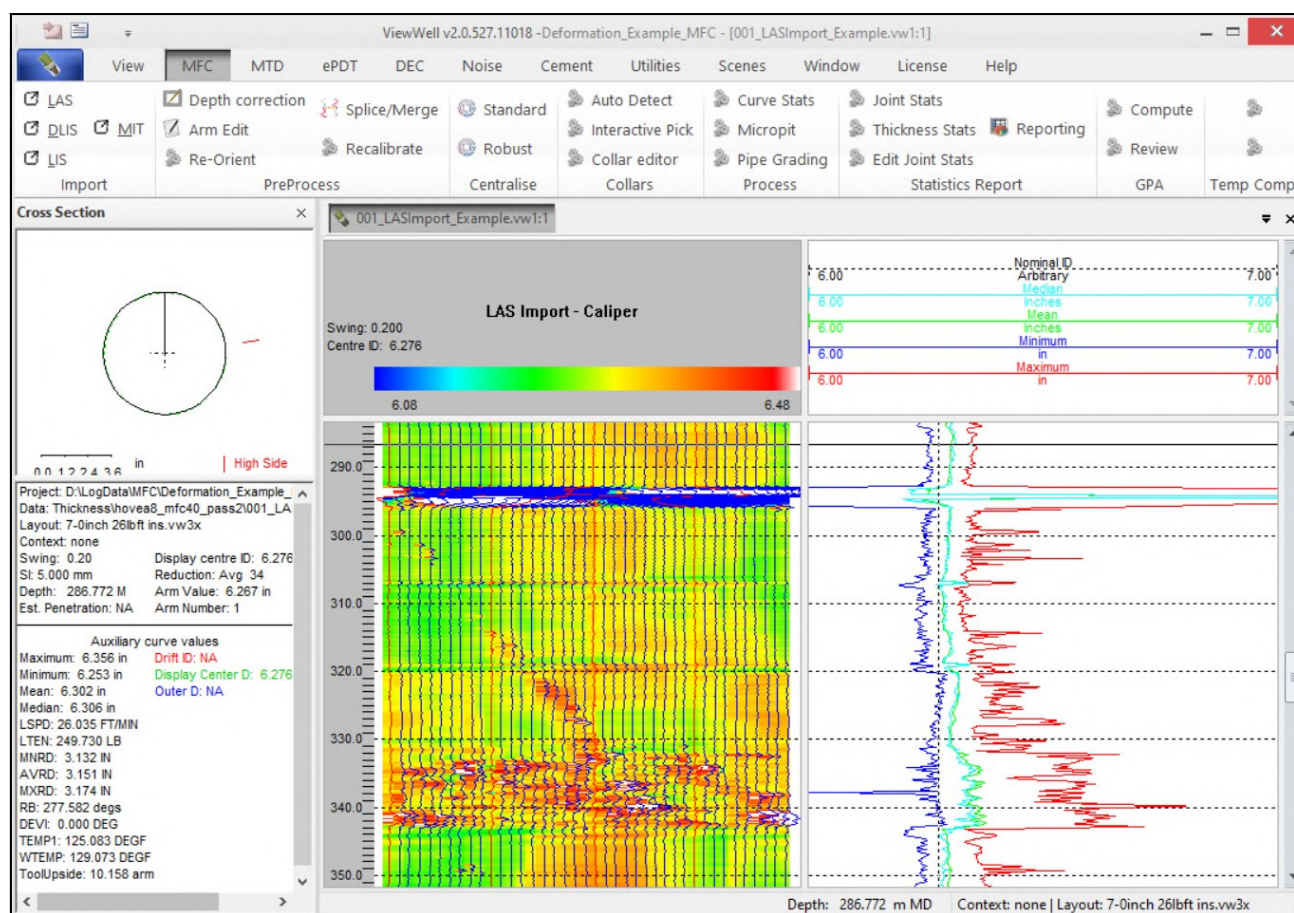 ViewWell v2.0.527.11018 -Deformation_Example_MFC - [001_LASImport_Example.vw1:1]
View MFC MTD ePDT DEC Noise Cement Utilities Scenes Window License Help
LAS Depth correction Splice/Merge Standard Auto Detect Curve Stats Joint Stats Compute
DLIS MIT Arm Edit Interactive Pick Micropit Thickness Stats Reporting
LIS Re-Orient Recalibrate Robust Collar editor Pipe Grading Edit Joint Stats Review
Import PreProcess Centralise Collars Process Statistics Report GPA Temp Comp
Cross Section
001_LASImport_Example.vw1:1
in
0.0 1.2 2.4 3.6
High Side
Project: D:\LogData\MFC\Deformation_Example_
Data: Thickness\hovea8_mfc40_pass2\001_LA
Layout: 7-0inch 26lbft ins.vw3x
Context: none
Swing: 0.20 Display centre ID: 6.276
SI: 5.000 mm Reduction: Avg 34
Depth: 286.772 M Arm Value: 6.267 in
Est. Penetration: NA Arm Number: 1
Auxiliary curve values
Maximum: 6.356 in Drift ID: NA
Minimum: 6.253 in Display Center D: 6.276
Mean: 6.302 in Outer D: NA
Median: 6.306 in
LSPD: 26.035 FT/MIN
LTEN: 249.730 LB
MNRD: 3.132 IN
AVRD: 3.151 IN
MXRD: 3.174 IN
RB: 277.582 degs
DEVI: 0.000 DEG
TEMP1: 125.083 DEGF
WTEMP: 129.073 DEGF
ToolUpside: 10.158 arm
LAS Import - Caliper
Swing: 0.200
Centre ID: 6.276
6.08 6.48
Nominal ID
6.00 Arbitrary 7.00
Median
6.00 Inches 7.00
Mean
6.00 Inches 7.00
Minimum
6.00 in 7.00
Maximum
6.00 in 7.00
290.0
300.0
310.0
320.0
330.0
340.0
350.0
Depth: 286.772 m MD Context: none | Layout: 7-0inch 26lbft ins.vw3x